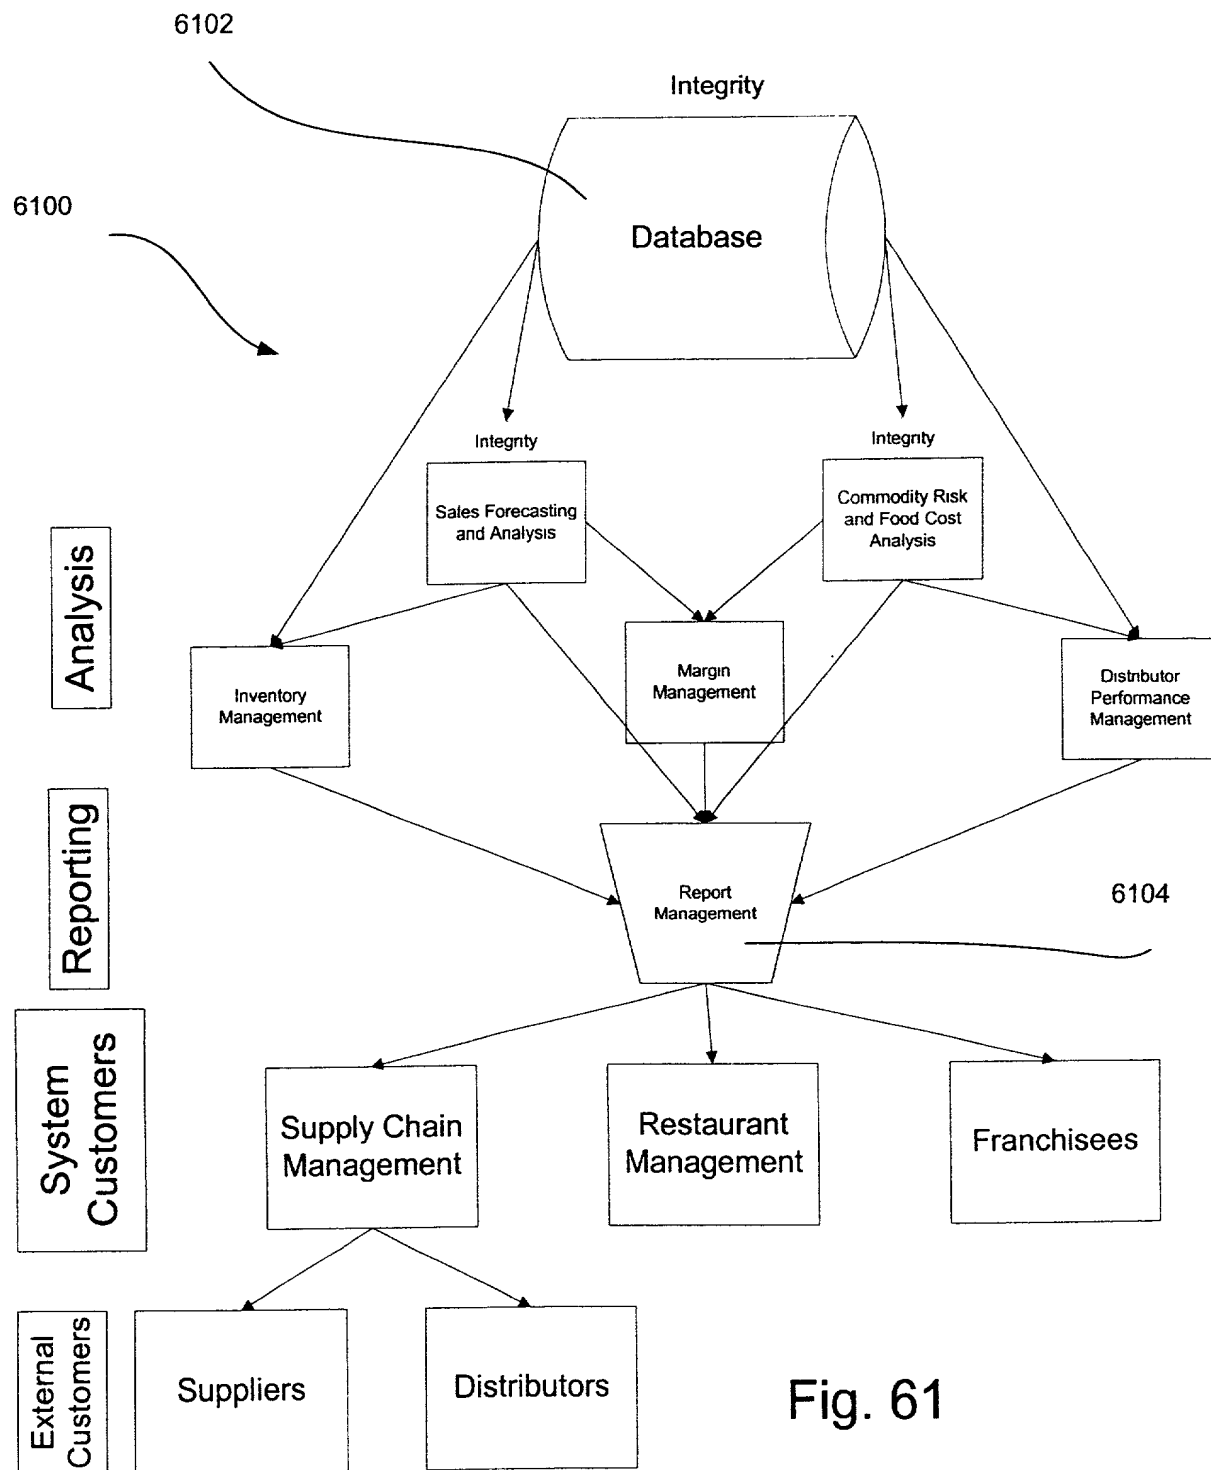 6102
Integrity
6100
Database
Integrity
Integrity
Sales Forecasting
and Analysis
Commodity Risk
and Food Cost
Analysis
Analysis
Inventory
Management
Margin
Management
Distributor
Performance
Management
Reporting
Report
Management
6104
System
Customers
Supply Chain
Management
Restaurant
Management
Franchisees
External
Customers
Suppliers
Distributors
Fig. 61